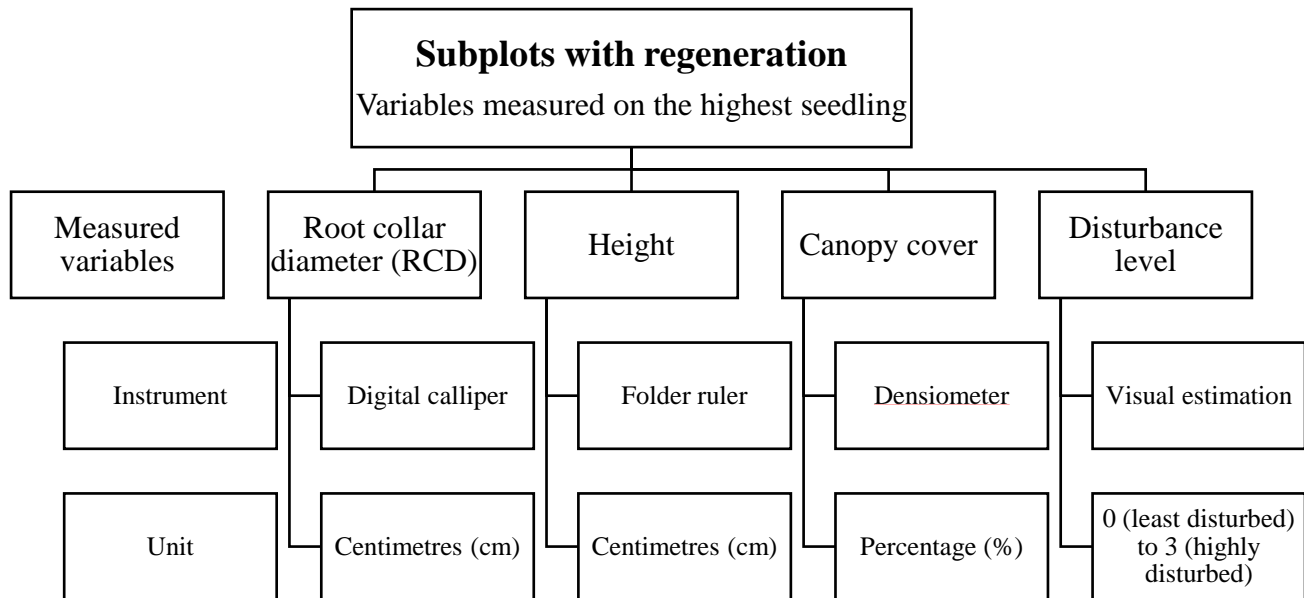 Subplots with regeneration
Variables measured on the highest seedling
Measured
variables
Root collar
diameter (RCD)
Height
Canopy cover
Disturbance
level
Instrument
Digital calliper
Folder ruler
Densiometer
Visual estimation
Unit
Centimetres (cm)
Centimetres (cm)
Percentage (%)
0 (least disturbed)
to 3 (highly
disturbed)